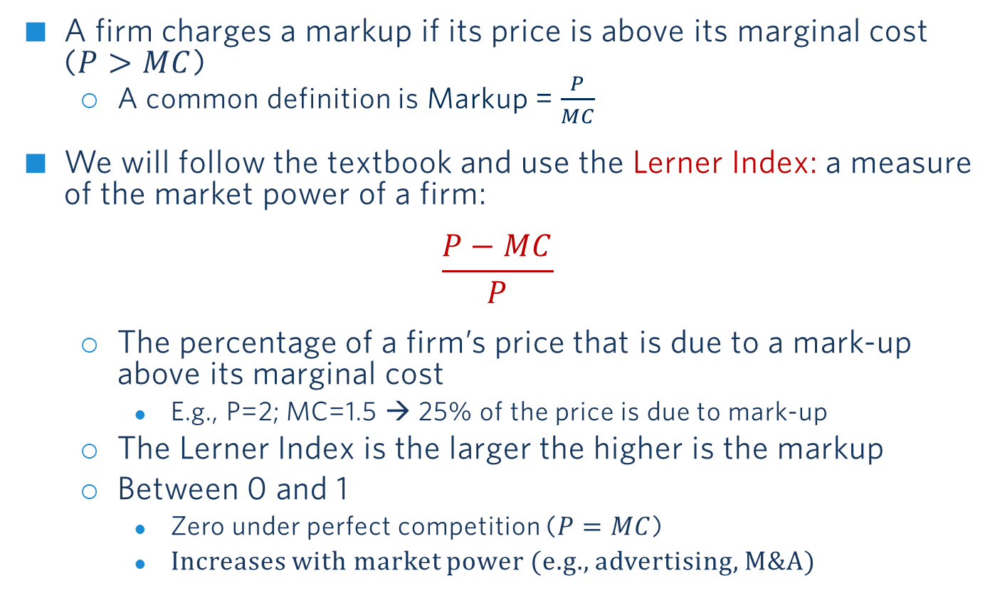 A firm charges a markup if its price is above its marginal cost
(P > MC)
A common definition is Markup = P/MC
We will follow the textbook and use the Lerner Index: a measure
of the market power of a firm:
P − MC
P
The percentage of a firm's price that is due to a mark-up
above its marginal cost
E.g., P=2; MC=1.5 → 25% of the price is due to mark-up
The Lerner Index is the larger the higher is the markup
Between 0 and 1
Zero under perfect competition (P = MC)
Increases with market power (e.g., advertising, M&A)